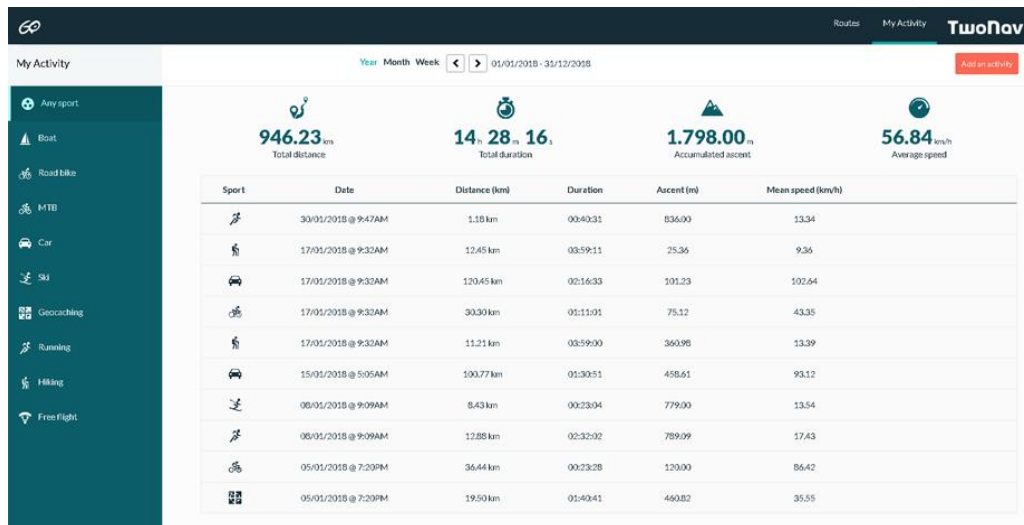 GO
Routes
My Activity
TwoNav
My Activity
Year Month Week 01/01/2018 - 31/12/2018
Add an activity
Any sport
Boat
Road bike
MTB
Car
Ski
Geocaching
Running
Hiking
Free flight
946.23 km
Total distance
14 h 28 m 16 s
Total duration
1.798.00 m
Accumulated ascent
56.84 km/h
Average speed
Sport Date Distance (km) Duration Ascent (m) Mean speed (km/h)
30/01/2018 @ 9:47AM 1.18 km 00:40:31 836.00 13.34
17/01/2018 @ 9:32AM 12.45 km 03:59:11 25.36 9.36
17/01/2018 @ 9:32AM 120.45 km 02:16:33 101.23 102.64
17/01/2018 @ 9:32AM 30.30 km 01:11:01 75.12 43.35
17/01/2018 @ 9:32AM 11.21 km 03:59:00 360.98 13.39
15/01/2018 @ 5:05AM 100.77 km 01:30:51 458.61 93.12
08/01/2018 @ 9:09AM 8.43 km 00:23:04 779.00 13.54
08/01/2018 @ 9:09AM 12.88 km 02:32:02 789.09 17.43
05/01/2018 @ 7:20PM 36.44 km 00:23:28 120.00 86.42
05/01/2018 @ 7:20PM 19.50 km 01:40:41 460.82 35.55